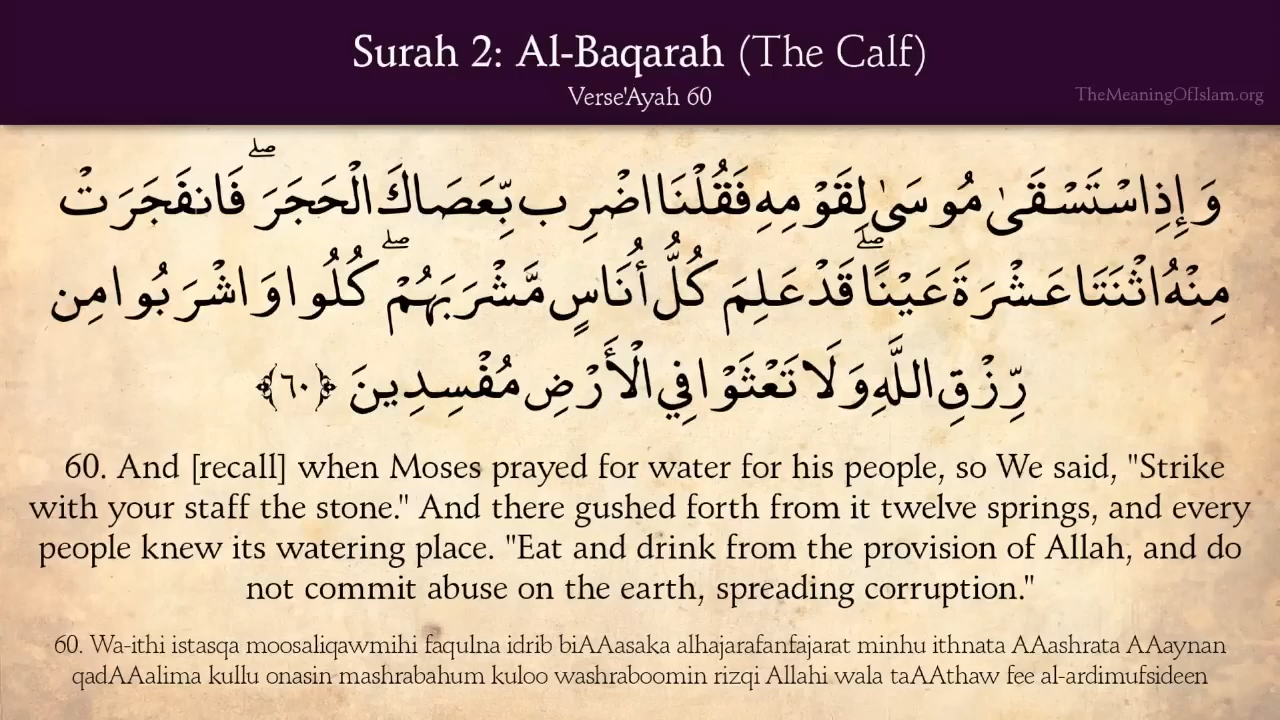 Surah 2: Al-Baqarah (The Calf)
Verse'Ayah 60
TheMeaningOfIslam.org
وَإِذِ اسْتَسْقَىٰ مُوسَىٰ لِقَوْمِهِ فَقُلْنَا اضْرِب بِّعَصَاكَ الْحَجَرَ ۖ فَانفَجَرَتْ
مِنْهُ اثْنَتَا عَشْرَةَ عَيْنًا ۖ قَدْ عَلِمَ كُلُّ أُنَاسٍ مَّشْرَبَهُمْ ۖ كُلُوا وَاشْرَبُوا مِن
رِّزْقِ اللَّهِ وَلَا تَعْثَوْا فِي الْأَرْضِ مُفْسِدِينَ ﴿٦٠﴾
60. And [recall] when Moses prayed for water for his people, so We said, "Strike
with your staff the stone." And there gushed forth from it twelve springs, and every
people knew its watering place. "Eat and drink from the provision of Allah, and do
not commit abuse on the earth, spreading corruption."
60. Wa-ithi istasqa moosaliqawmihi faqulna idrib biAAasaka alhajarafanfajarat minhu ithnata AAashrata AAaynan
qadAAalima kullu onasin mashrabahum kuloo washraboomin rizqi Allahi wala taAAthaw fee al-ardimufsideen